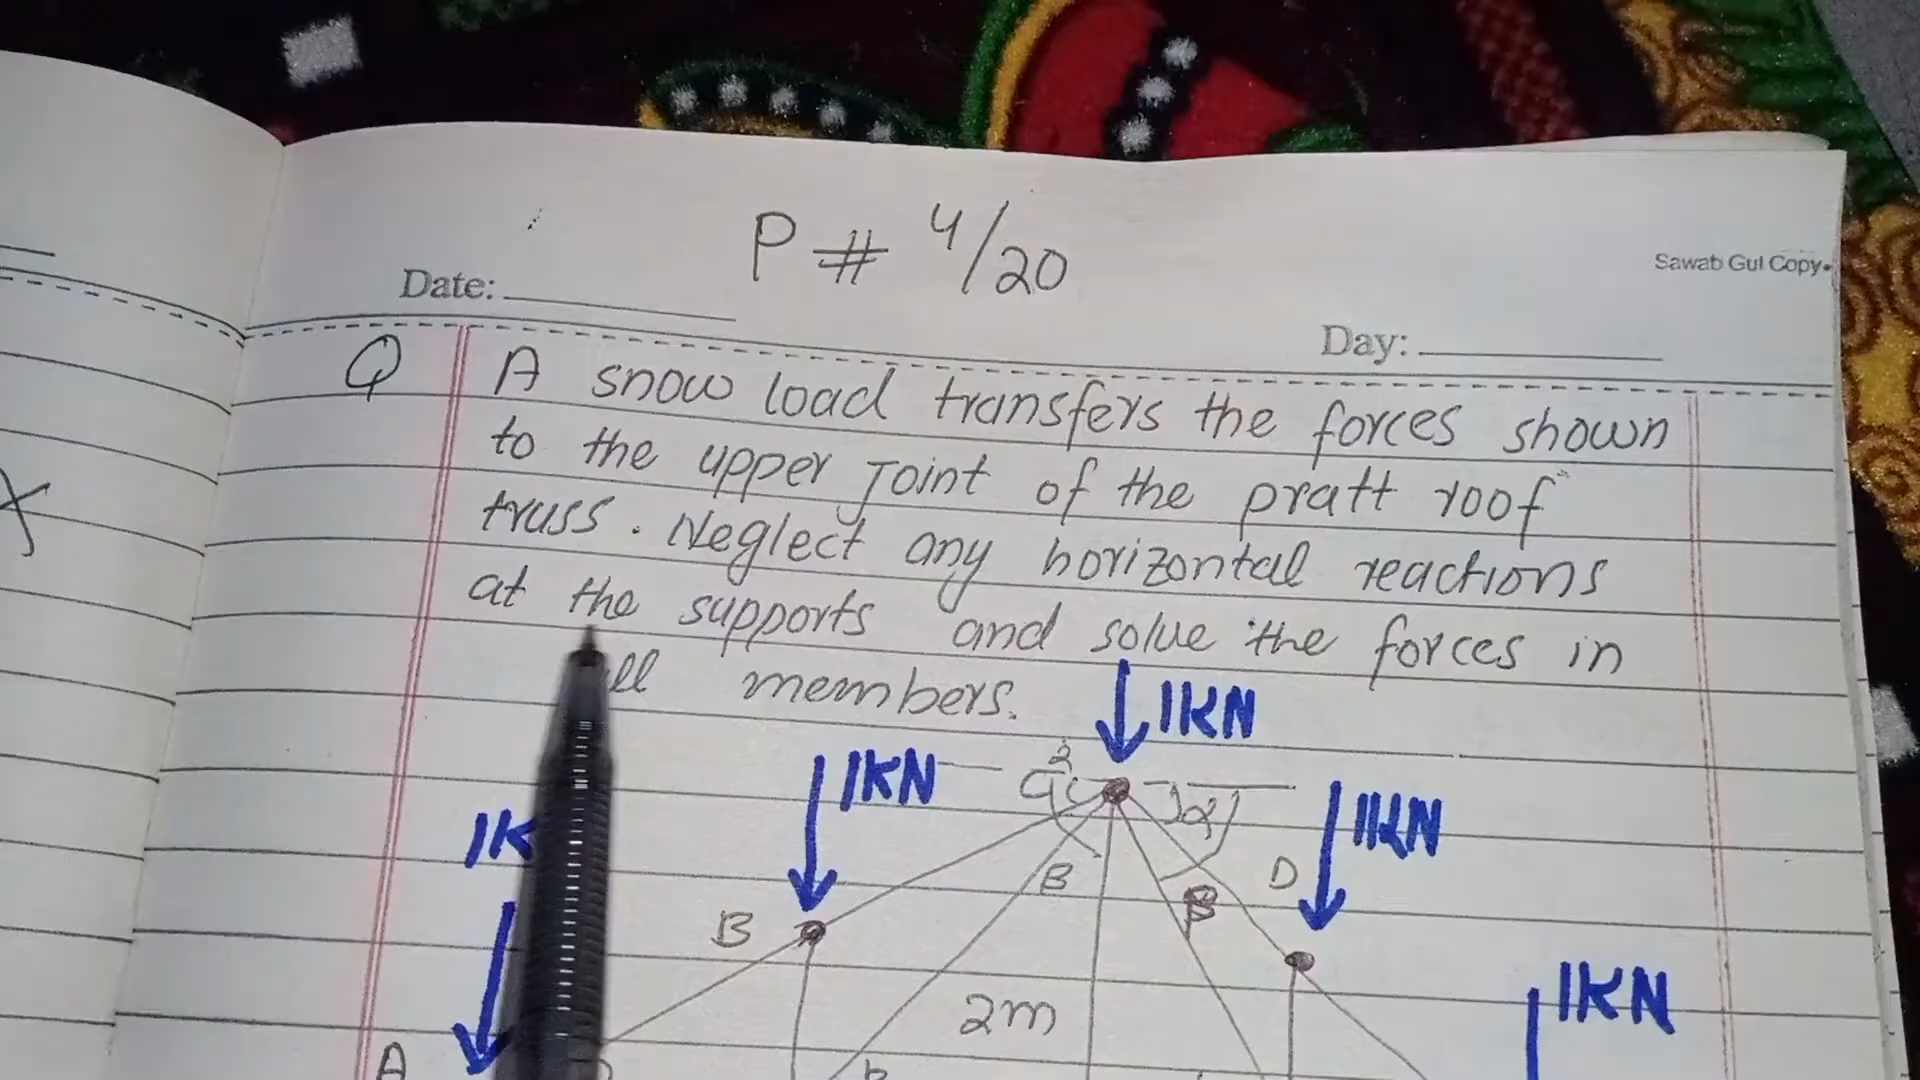 P # 4/20
Sawab Gul Copy.
Date:
Day:
Q A snow load transfers the forces shown
to the upper Joint of the pratt roof
truss. Neglect any horizontal reactions
at the supports and solve the forces in
members.
1KN
1KN
1KN
2
α
B
B
D
β
1KN
2m
A